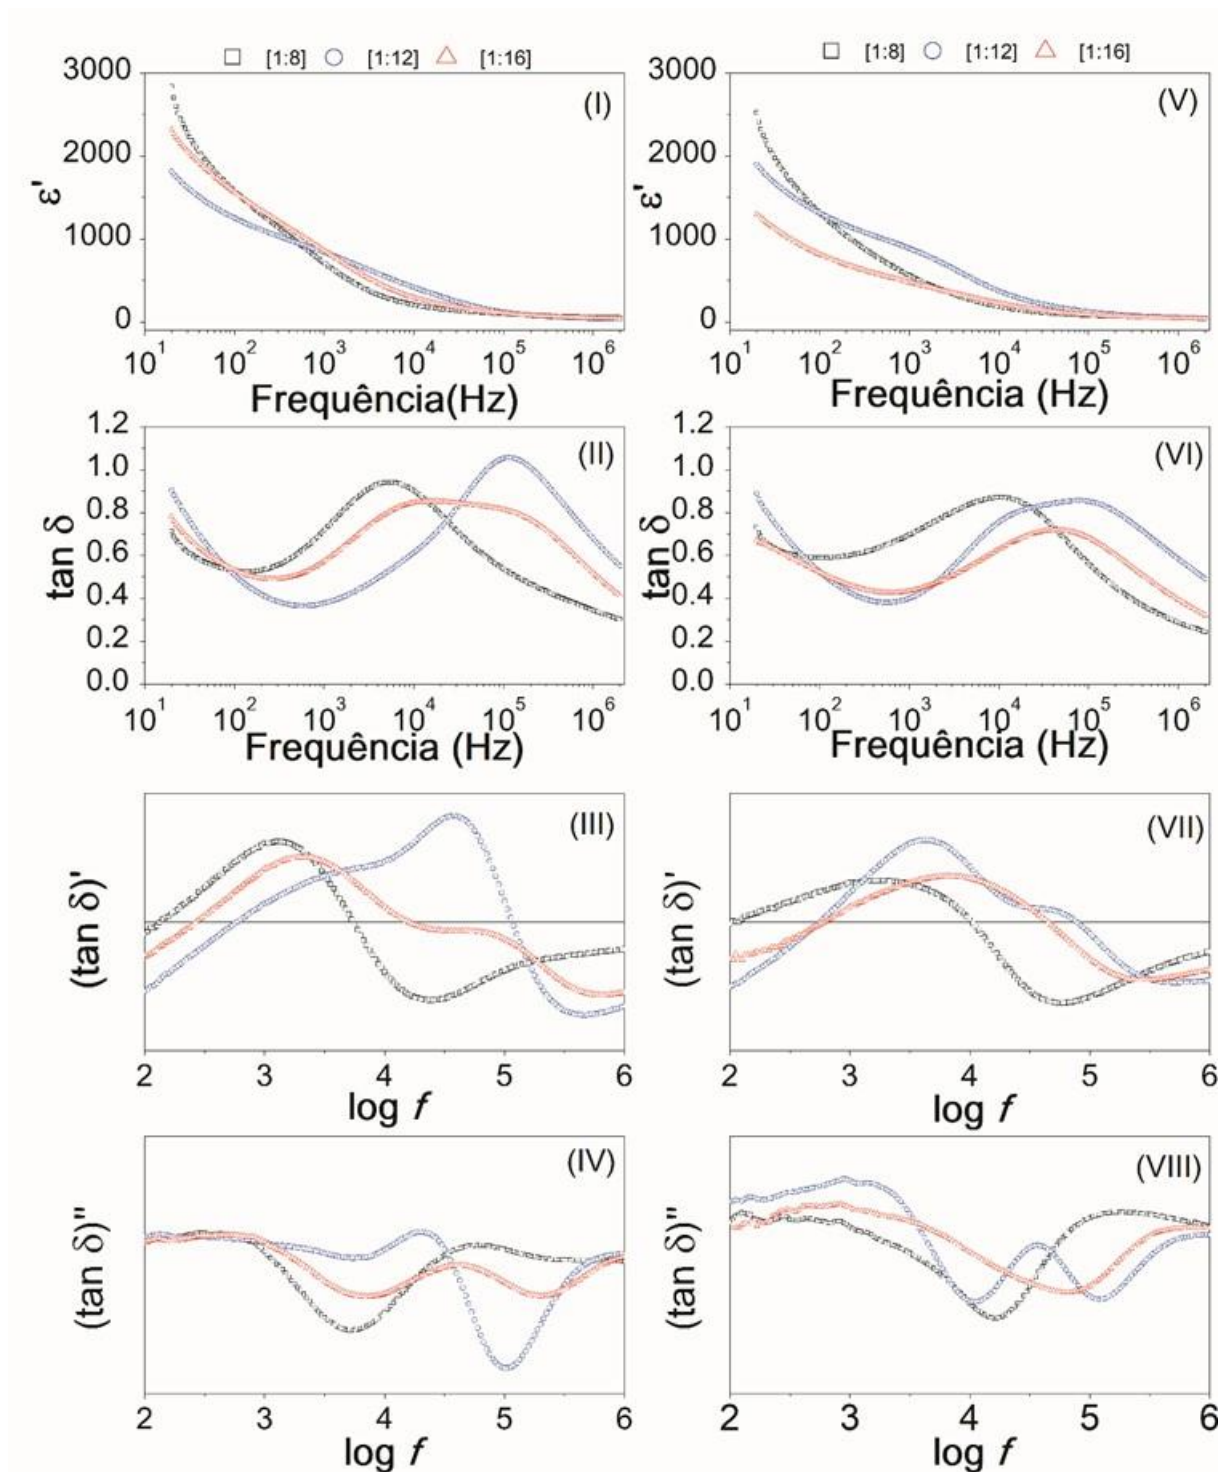 [1:8] [1:12] [1:16]
[1:8] [1:12] [1:16]
3000
2000
1000
0
ε'
(I)
10¹ 10² 10³ 10⁴ 10⁵ 10⁶
Frequência(Hz)
3000
2000
1000
0
ε'
(V)
10¹ 10² 10³ 10⁴ 10⁵ 10⁶
Frequência (Hz)
1.2
1.0
0.8
0.6
0.4
0.2
0.0
tan δ
(II)
10¹ 10² 10³ 10⁴ 10⁵ 10⁶
Frequência (Hz)
1.2
1.0
0.8
0.6
0.4
0.2
0.0
tan δ
(VI)
10¹ 10² 10³ 10⁴ 10⁵ 10⁶
Frequência (Hz)
(tan δ)'
(III)
2 3 4 5 6
log f
(tan δ)'
(VII)
2 3 4 5 6
log f
(tan δ)"
(IV)
2 3 4 5 6
log f
(tan δ)"
(VIII)
2 3 4 5 6
log f